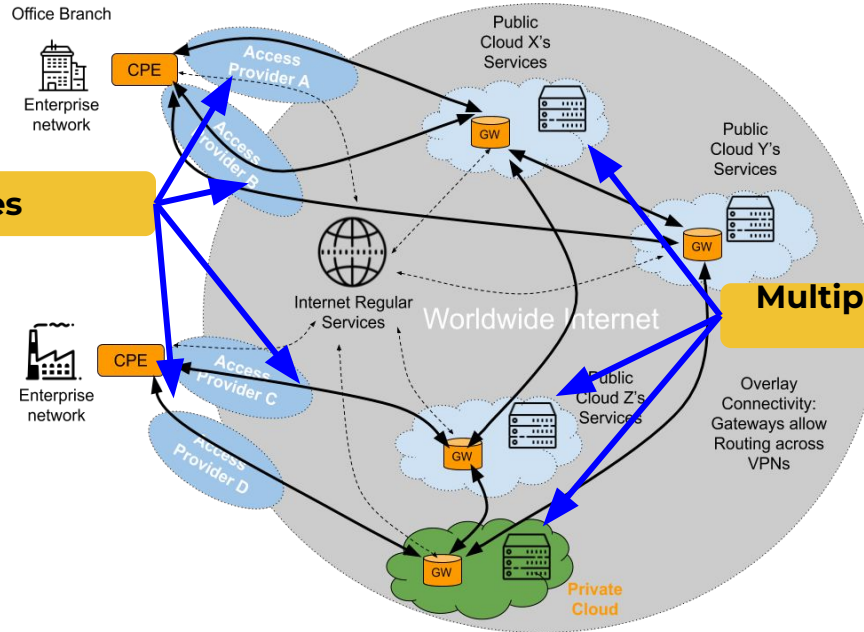 Office Branch
CPE
Enterprise
network
Access
Provider A
Access
Provider B
Public
Cloud X's
Services
GW
Public
Cloud Y's
Services
GW
es
Internet Regular
Services
Worldwide Internet
Multip
CPE
Enterprise
network
Access
Provider C
Access
Provider D
Public
Cloud Z's
Services
GW
Overlay
Connectivity:
Gateways allow
Routing across
VPNs
GW
Private
Cloud